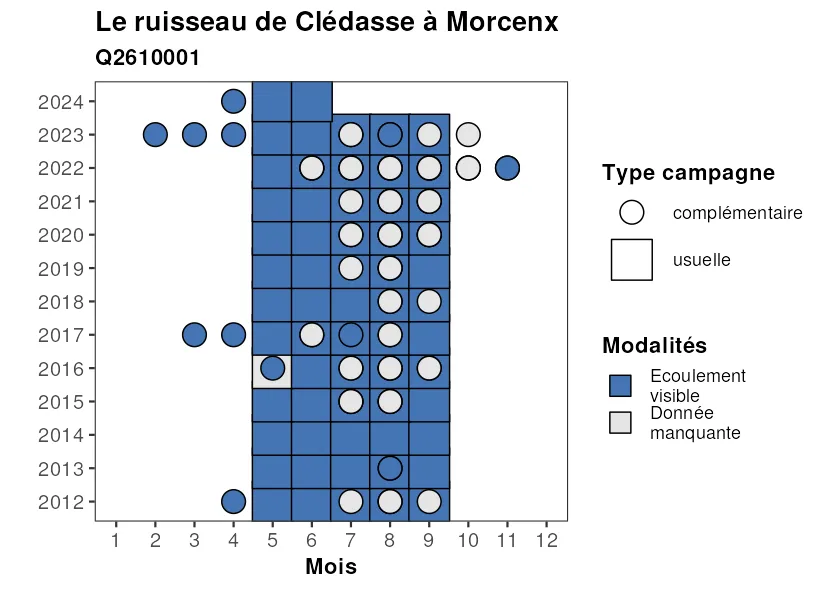 Le ruisseau de Clédasse à Morcenx
Q2610001
2024
2023
2022
2021
2020
2019
2018
2017
2016
2015
2014
2013
2012
1 2 3 4 5 6 7 8 9 10 11 12
Mois
Type campagne
complémentaire
usuelle
Modalités
Ecoulement
visible
Donnée
manquante